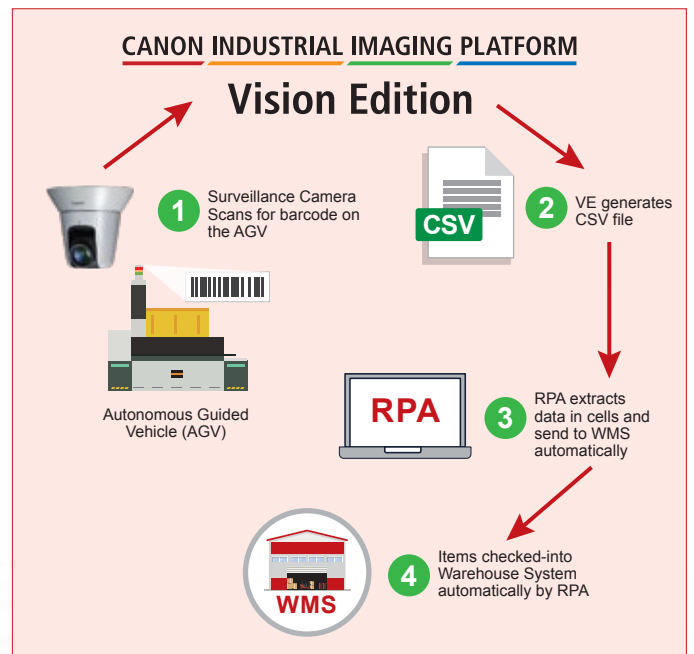 CANON INDUSTRIAL IMAGING PLATFORM
Vision Edition
1
Surveillance Camera
Scans for barcode on
the AGV
CSV
2
VE generates
CSV file
Autonomous Guided
Vehicle (AGV)
RPA
3
RPA extracts
data in cells and
send to WMS
automatically
WMS
4
Items checked-into
Warehouse System
automatically by RPA